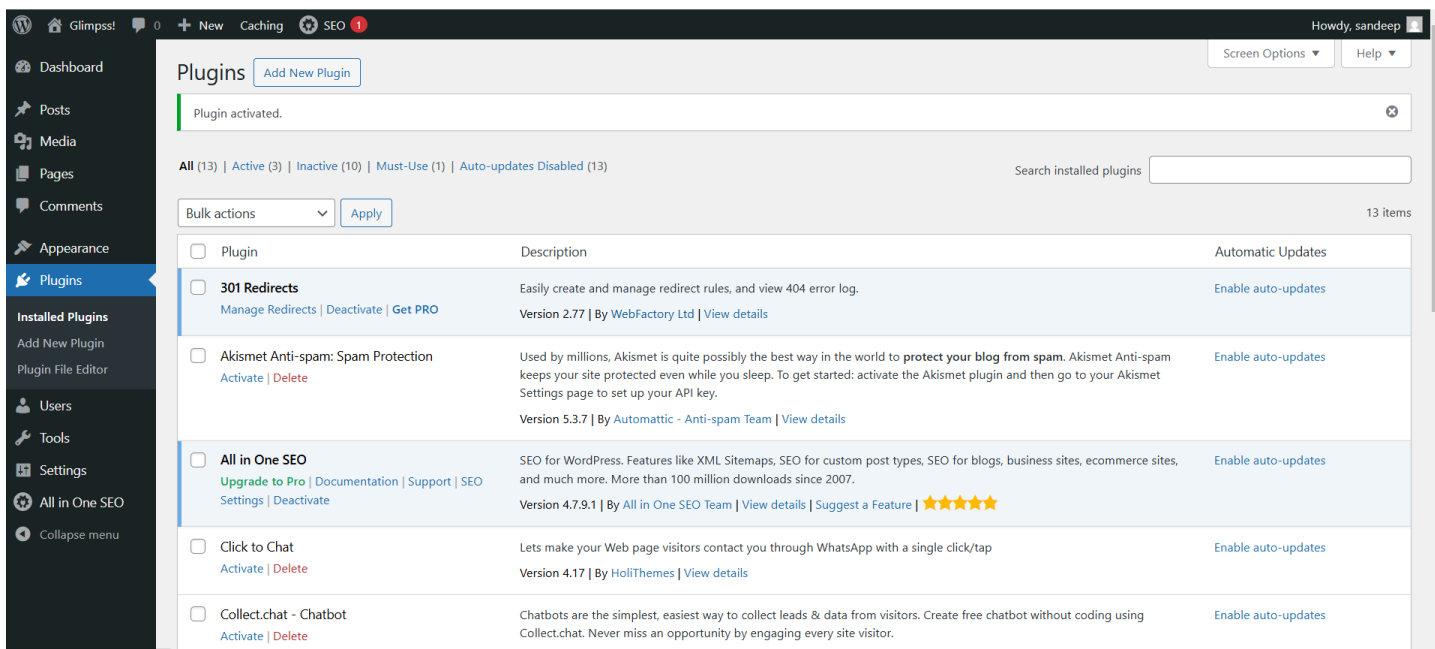 Glimpss! 0 New Caching SEO 1 Howdy, sandeep
Screen Options Help
Dashboard
Posts
Media
Pages
Comments
Appearance
Plugins
Installed Plugins
Add New Plugin
Plugin File Editor
Users
Tools
Settings
All in One SEO
Collapse menu
Plugins Add New Plugin
Plugin activated.
All (13) | Active (3) | Inactive (10) | Must-Use (1) | Auto-updates Disabled (13)
Search installed plugins
Bulk actions Apply
13 items
Plugin Description Automatic Updates
301 Redirects
Manage Redirects | Deactivate | Get PRO
Easily create and manage redirect rules, and view 404 error log.
Version 2.77 | By WebFactory Ltd | View details
Enable auto-updates
Akismet Anti-spam: Spam Protection
Activate | Delete
Used by millions, Akismet is quite possibly the best way in the world to protect your blog from spam. Akismet Anti-spam
keeps your site protected even while you sleep. To get started: activate the Akismet plugin and then go to your Akismet
Settings page to set up your API key.
Version 5.3.7 | By Automattic - Anti-spam Team | View details
Enable auto-updates
All in One SEO
Upgrade to Pro | Documentation | Support | SEO
Settings | Deactivate
SEO for WordPress. Features like XML Sitemaps, SEO for custom post types, SEO for blogs, business sites, ecommerce sites,
and much more. More than 100 million downloads since 2007.
Version 4.7.9.1 | By All in One SEO Team | View details | Suggest a Feature |
Enable auto-updates
Click to Chat
Activate | Delete
Lets make your Web page visitors contact you through WhatsApp with a single click/tap
Version 4.17 | By HoliThemes | View details
Enable auto-updates
Collect.chat - Chatbot
Activate | Delete
Chatbots are the simplest, easiest way to collect leads & data from visitors. Create free chatbot without coding using
Collect.chat. Never miss an opportunity by engaging every site visitor.
Enable auto-updates